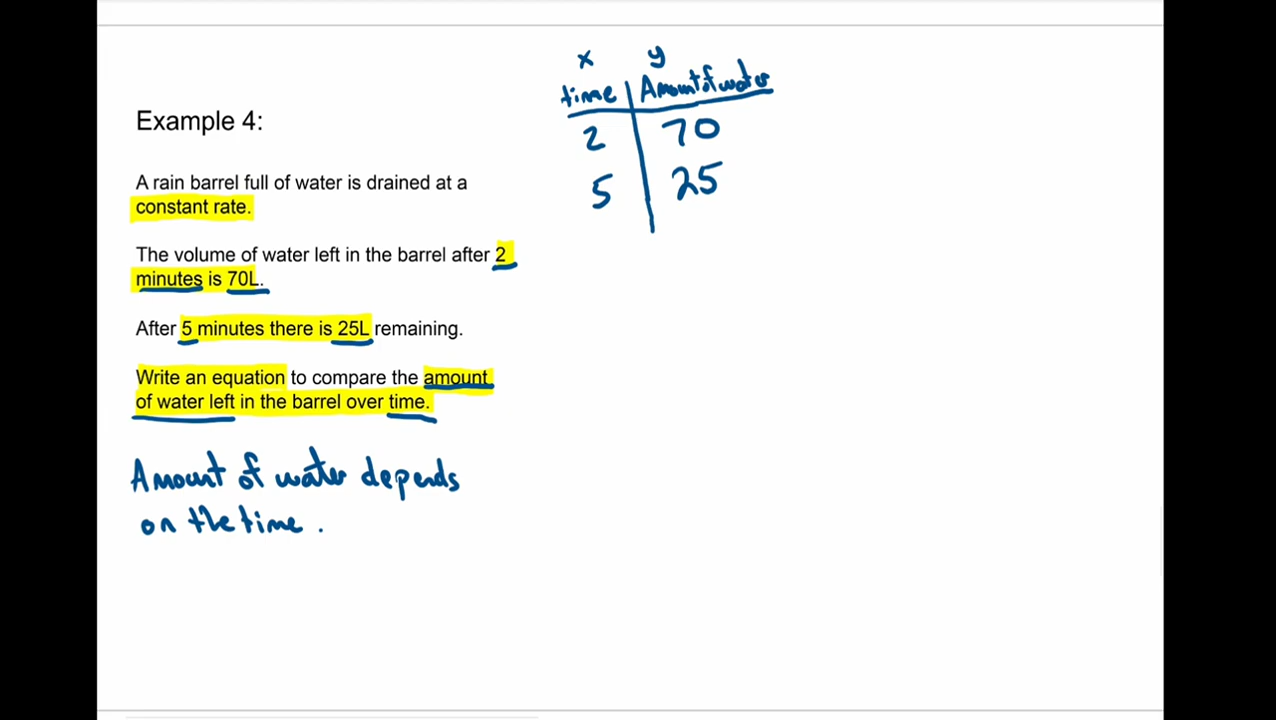 x y
time Amount of water
2 70
5 25
Example 4:
A rain barrel full of water is drained at a
constant rate.
The volume of water left in the barrel after 2
minutes is 70L.
After 5 minutes there is 25L remaining.
Write an equation to compare the amount
of water left in the barrel over time.
Amount of water depends
on the time.